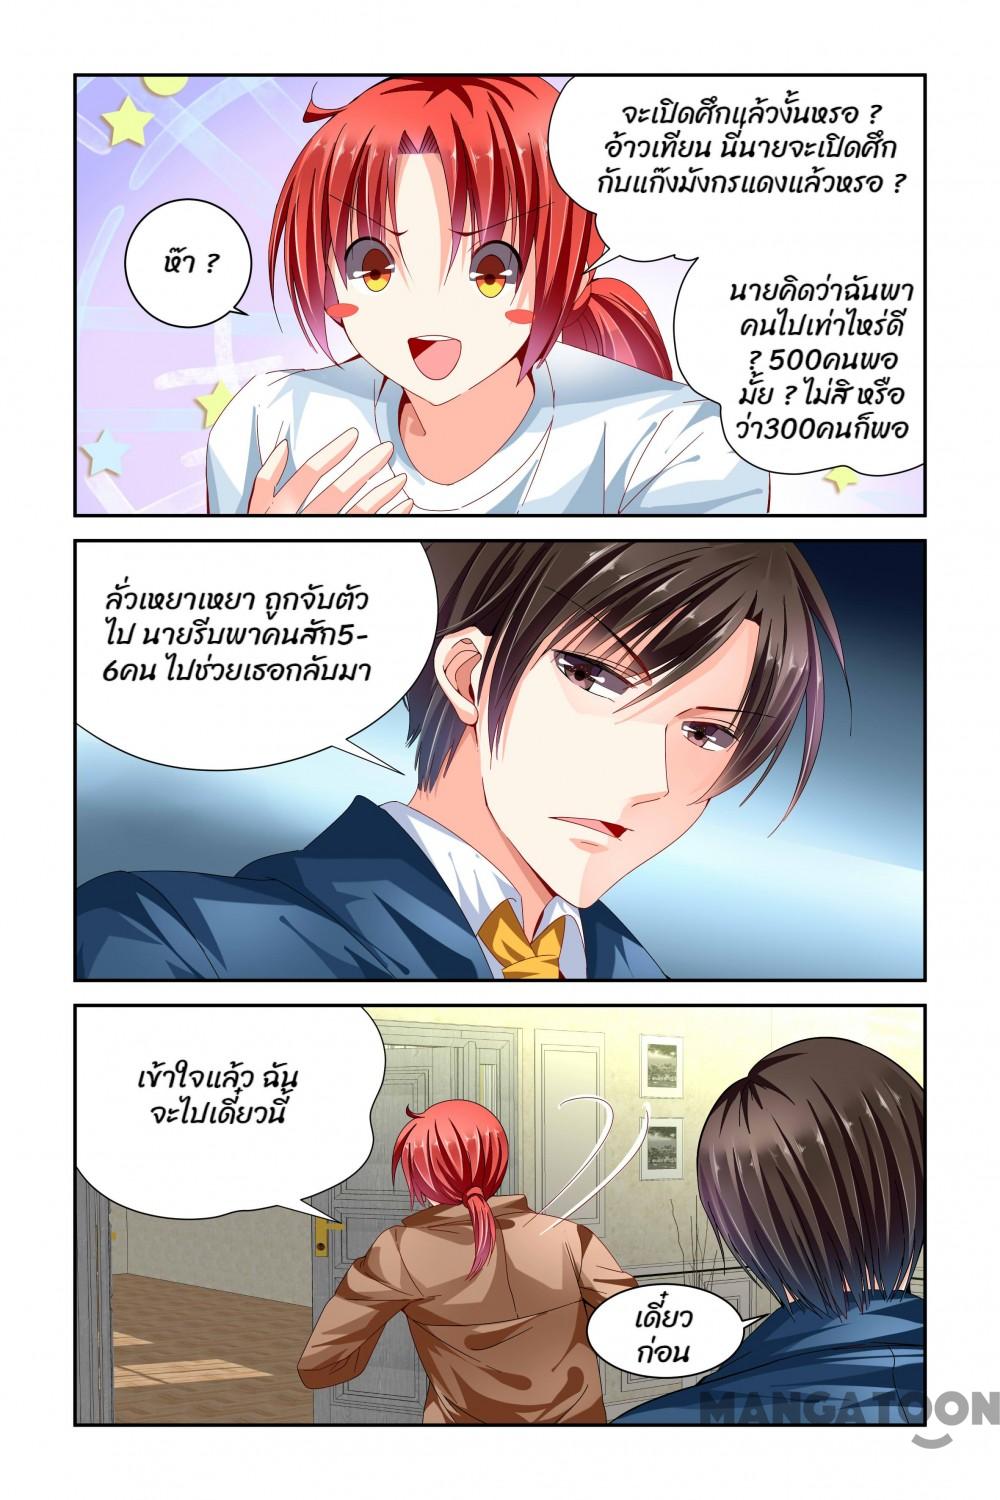 จะเปิดศึกแล้วงั้นหรอ ?
อ้าวเทียน นี่นายจะเปิดศึก
กับแก๊งมังกรแดงแล้วหรอ ?
ห๊า ?
นายคิดว่าฉันพา
คนไปเท่าไหร่ดี
? 500คนพอ
มั้ย ? ไม่สิ หรือ
ว่า300คนก็พอ
ลั่วเหยาเหยา ถูกจับตัว
ไป นายรีบพาคนสัก5-
6คน ไปช่วยเธอกลับมา
เข้าใจแล้ว ฉัน
จะไปเดี๋ยวนี้
เดี๋ยว
ก่อน
MANGATOON